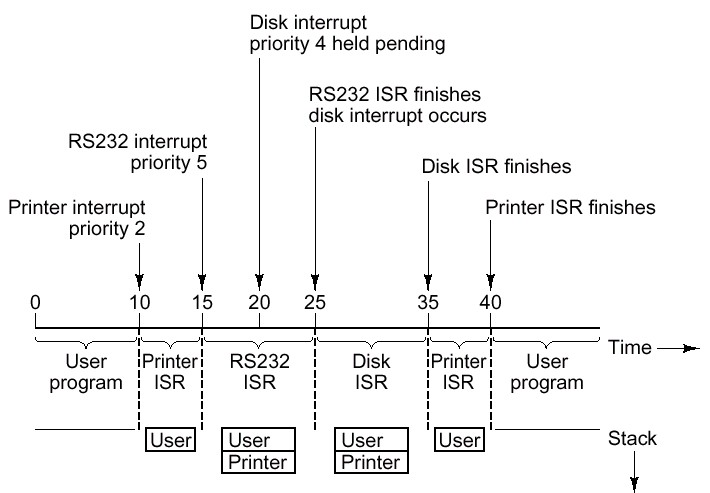 Disk interrupt
priority 4 held pending
RS232 ISR finishes
disk interrupt occurs
RS232 interrupt
priority 5
Disk ISR finishes
Printer interrupt
priority 2
Printer ISR finishes
0 10 15 20 25 35 40
User
program
Printer
ISR
RS232
ISR
Disk
ISR
Printer
ISR
User
program
Time
User
User
Printer
User
Printer
User
Stack